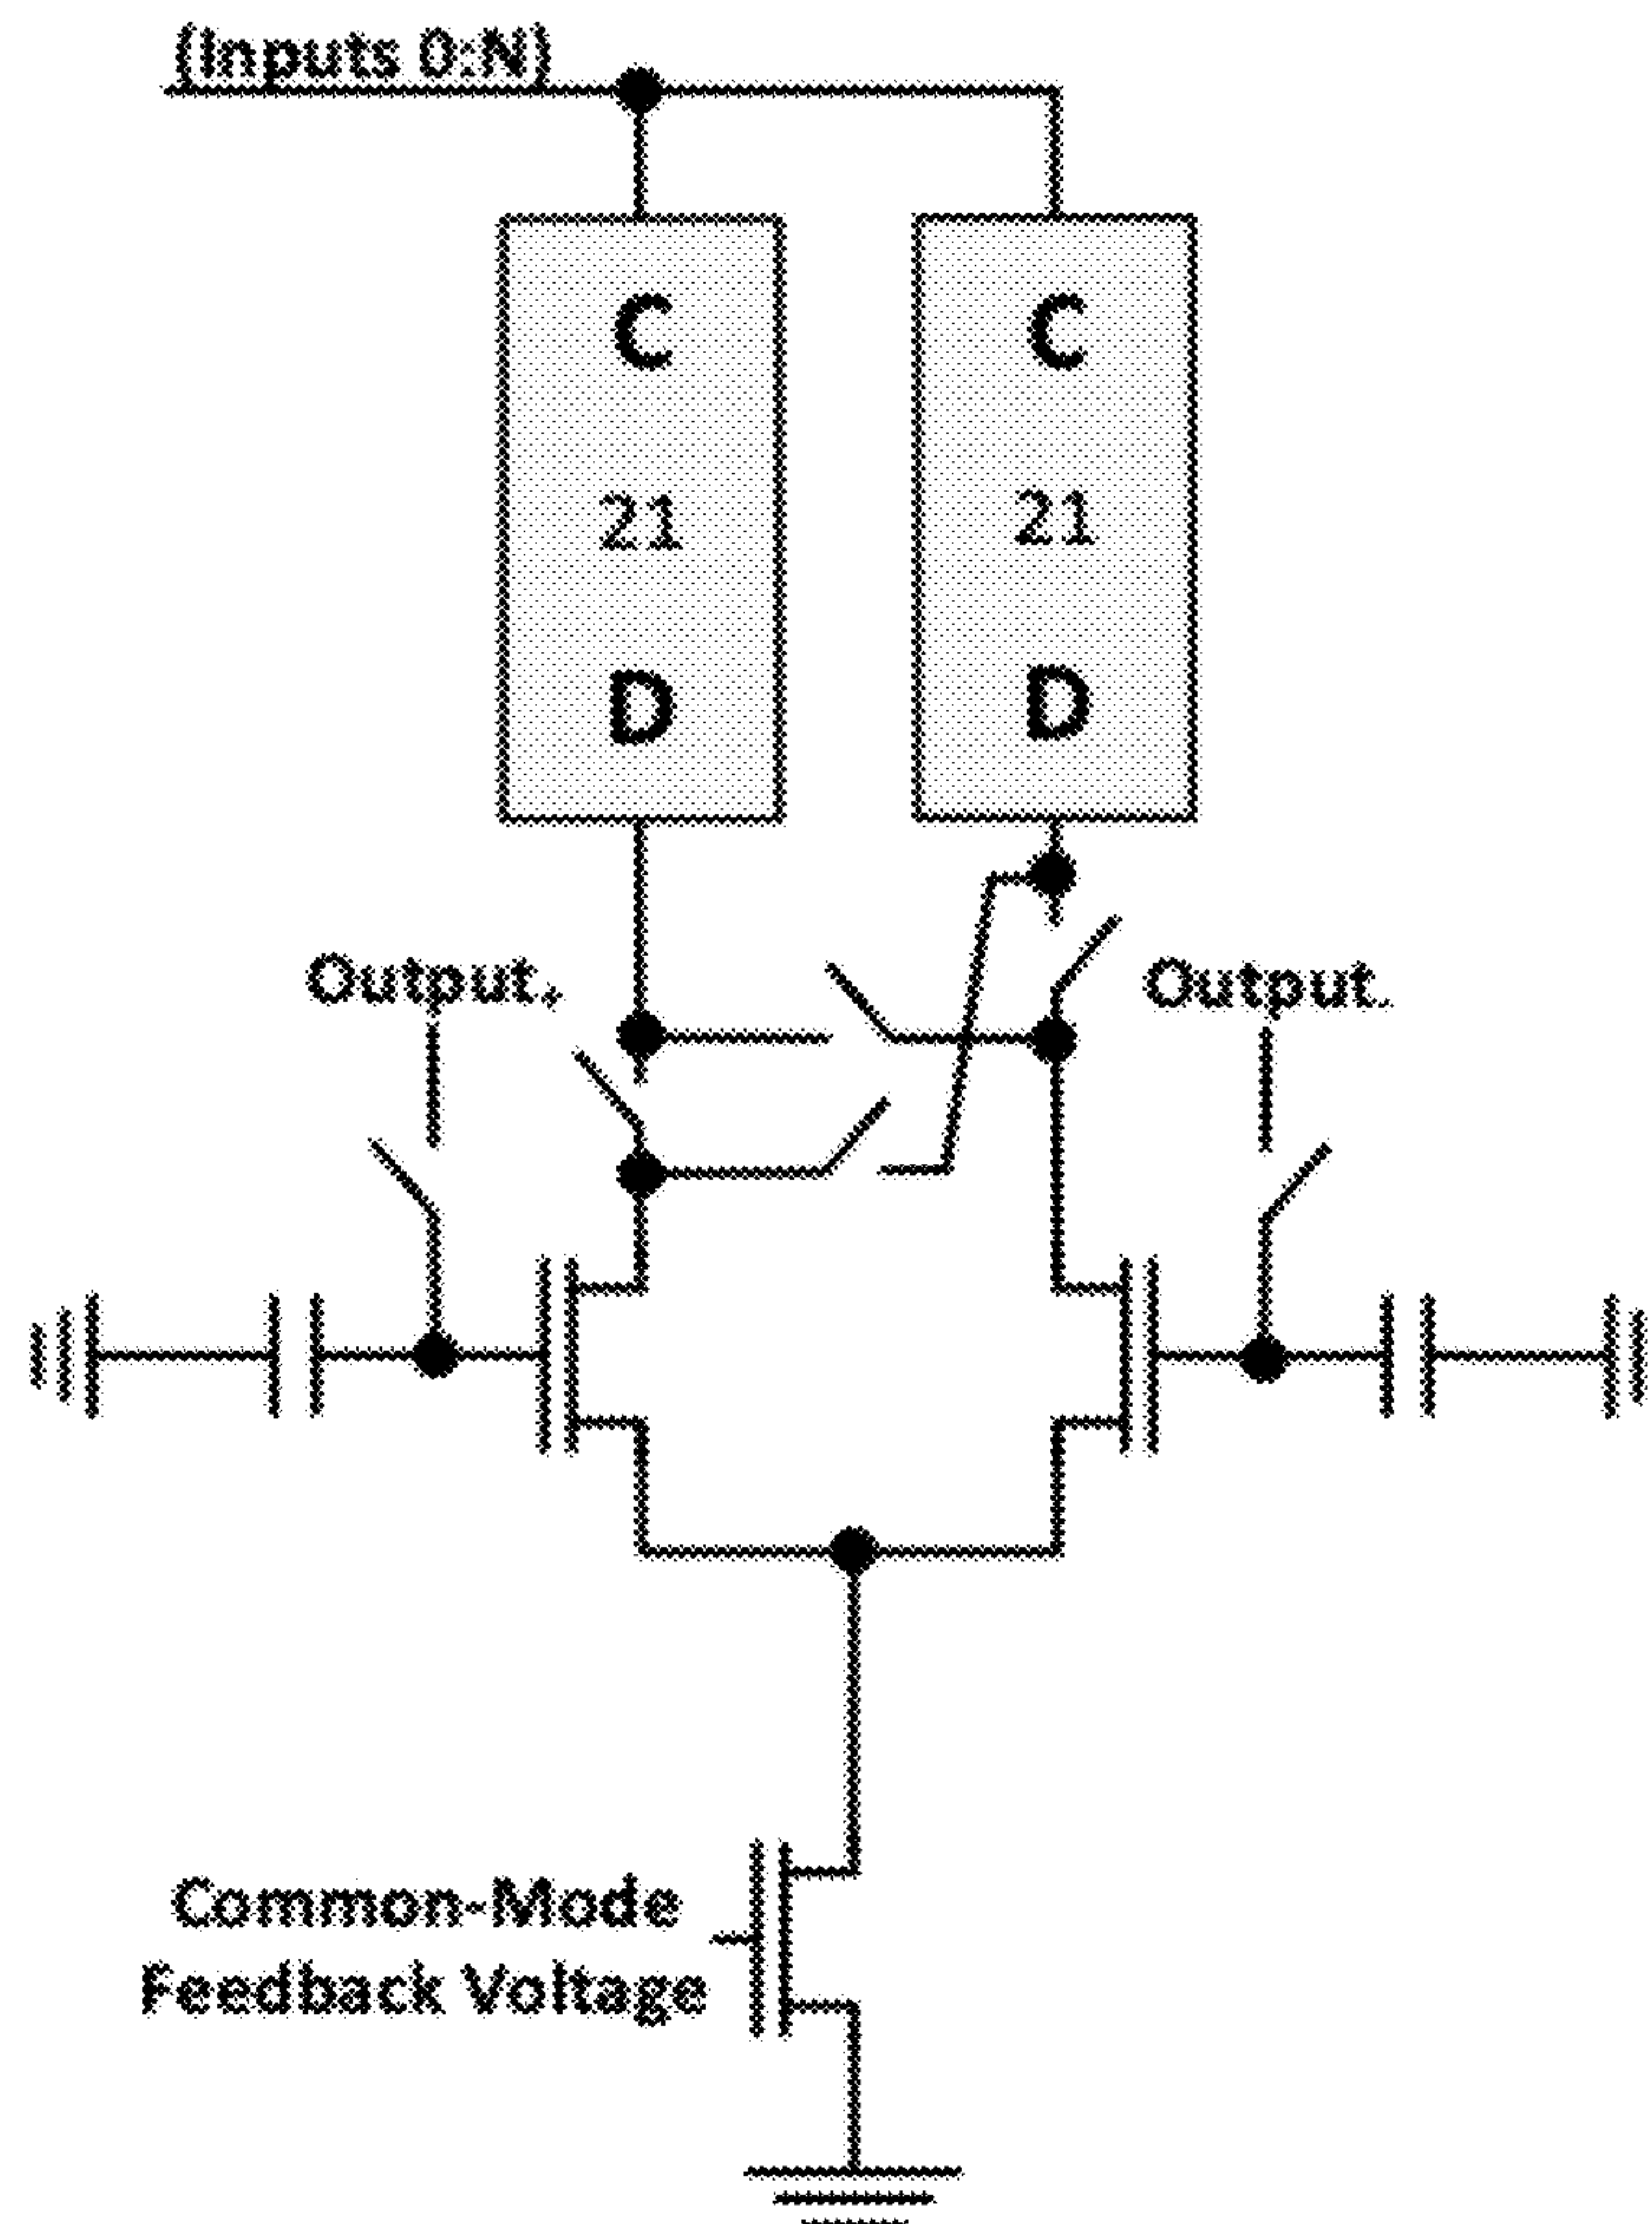 (Inputs 0:N)
C
21
D
C
21
D
Output+
Output-
Common-Mode
Feedback Voltage